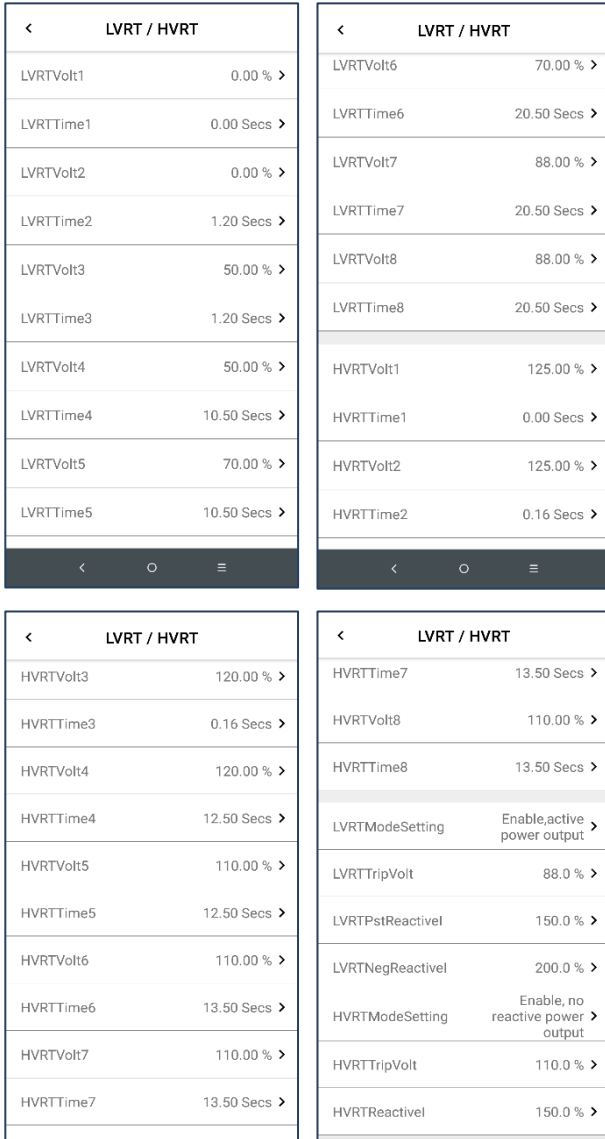 LVRT / HVRT
LVRTVolt1 0.00 %
LVRTTime1 0.00 Secs
LVRTVolt2 0.00 %
LVRTTime2 1.20 Secs
LVRTVolt3 50.00 %
LVRTTime3 1.20 Secs
LVRTVolt4 50.00 %
LVRTTime4 10.50 Secs
LVRTVolt5 70.00 %
LVRTTime5 10.50 Secs
LVRT / HVRT
LVRTVolt6 70.00 %
LVRTTime6 20.50 Secs
LVRTVolt7 88.00 %
LVRTTime7 20.50 Secs
LVRTVolt8 88.00 %
LVRTTime8 20.50 Secs
HVRTVolt1 125.00 %
HVRTTime1 0.00 Secs
HVRTVolt2 125.00 %
HVRTTime2 0.16 Secs
LVRT / HVRT
HVRTVolt3 120.00 %
HVRTTime3 0.16 Secs
HVRTVolt4 120.00 %
HVRTTime4 12.50 Secs
HVRTVolt5 110.00 %
HVRTTime5 12.50 Secs
HVRTVolt6 110.00 %
HVRTTime6 13.50 Secs
HVRTVolt7 110.00 %
HVRTTime7 13.50 Secs
LVRT / HVRT
HVRTTime7 13.50 Secs
HVRTVolt8 110.00 %
HVRTTime8 13.50 Secs
LVRTModeSetting Enable,active
power output
LVRTTripVolt 88.0 %
LVRTPstReactivel 150.0 %
LVRTNegReactivel 200.0 %
HVRTModeSetting Enable, no
reactive power
output
HVRTTripVolt 110.0 %
HVRTReactivel 150.0 %